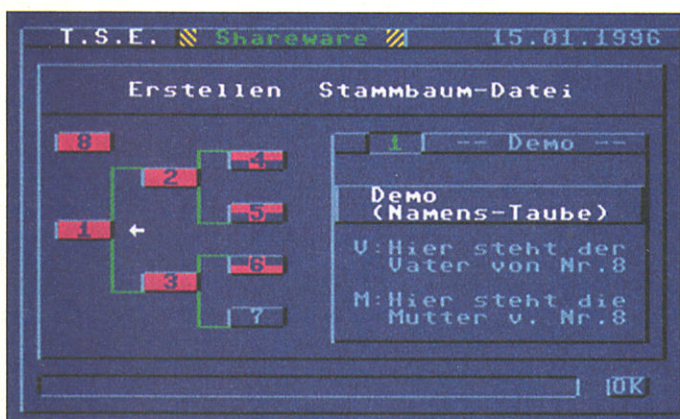 T.S.E. Shareware 15.01.1996
Erstellen Stammbaum-Datei
8
1
2
3
4
5
6
7
1 -- Demo --
Demo
(Namens-Taube)
V:Hier steht der
Vater von Nr.8
M:Hier steht die
Mutter v. Nr.8
OK